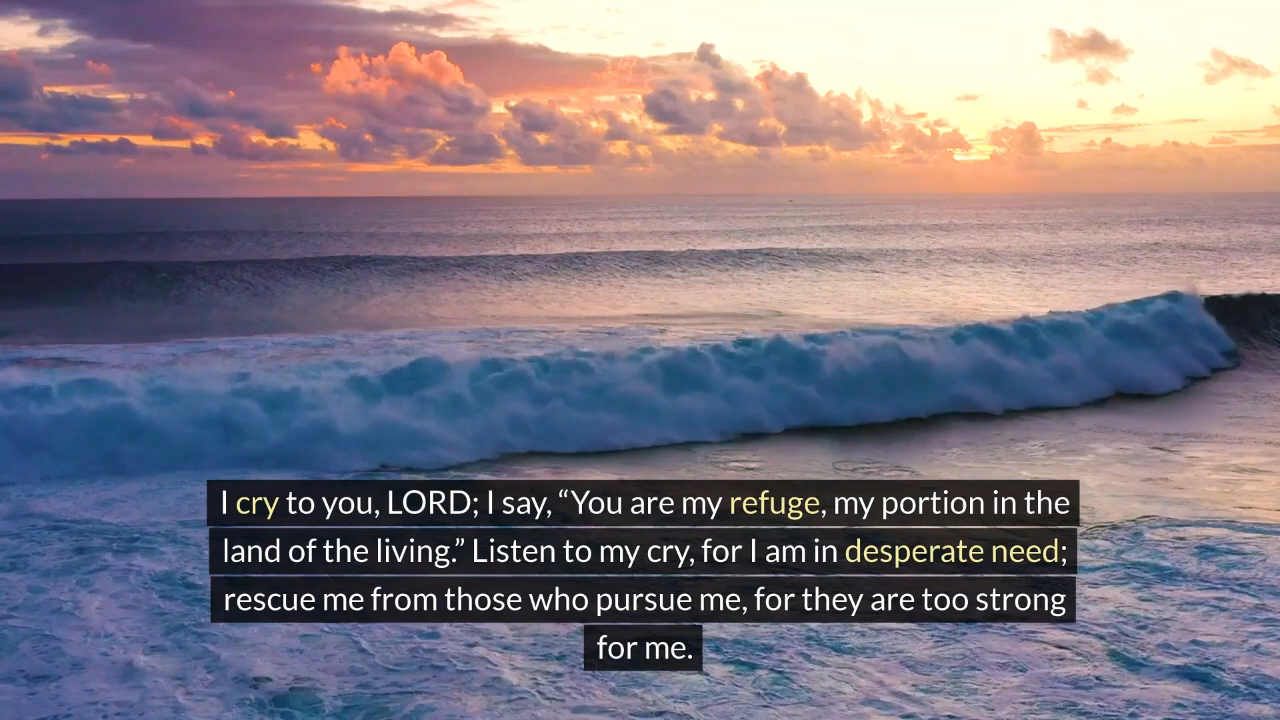 I cry to you, LORD; I say, “You are my refuge, my portion in the
land of the living.” Listen to my cry, for I am in desperate need;
rescue me from those who pursue me, for they are too strong
for me.